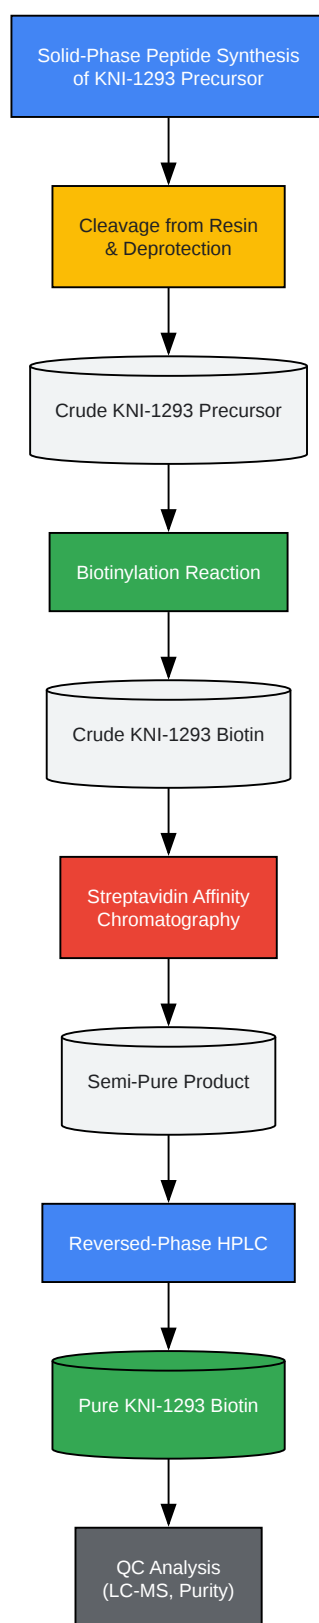 Solid-Phase Peptide Synthesis
of KNI-1293 Precursor
Cleavage from Resin
& Deprotection
Crude KNI-1293 Precursor
Biotinylation Reaction
Crude KNI-1293 Biotin
Streptavidin Affinity
Chromatography
Semi-Pure Product
Reversed-Phase HPLC
Pure KNI-1293 Biotin
QC Analysis
(LC-MS, Purity)